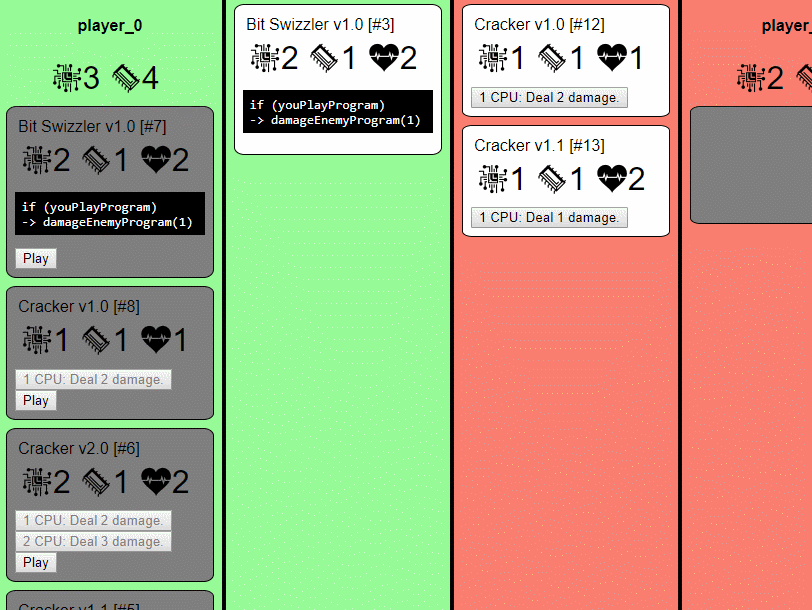 player_0
3 4
Bit Swizzler v1.0 [#7]
2 1 2
if (youPlayProgram)
-> damageEnemyProgram(1)
Play
Cracker v1.0 [#8]
1 1 1
1 CPU: Deal 2 damage.
Play
Cracker v2.0 [#6]
2 1 2
1 CPU: Deal 2 damage.
2 CPU: Deal 3 damage.
Play
Cracker v1.1 [#5]
Bit Swizzler v1.0 [#3]
2 1 2
if (youPlayProgram)
-> damageEnemyProgram(1)
Cracker v1.0 [#12]
1 1 1
1 CPU: Deal 2 damage.
Cracker v1.1 [#13]
1 1 2
1 CPU: Deal 1 damage.
player_
2